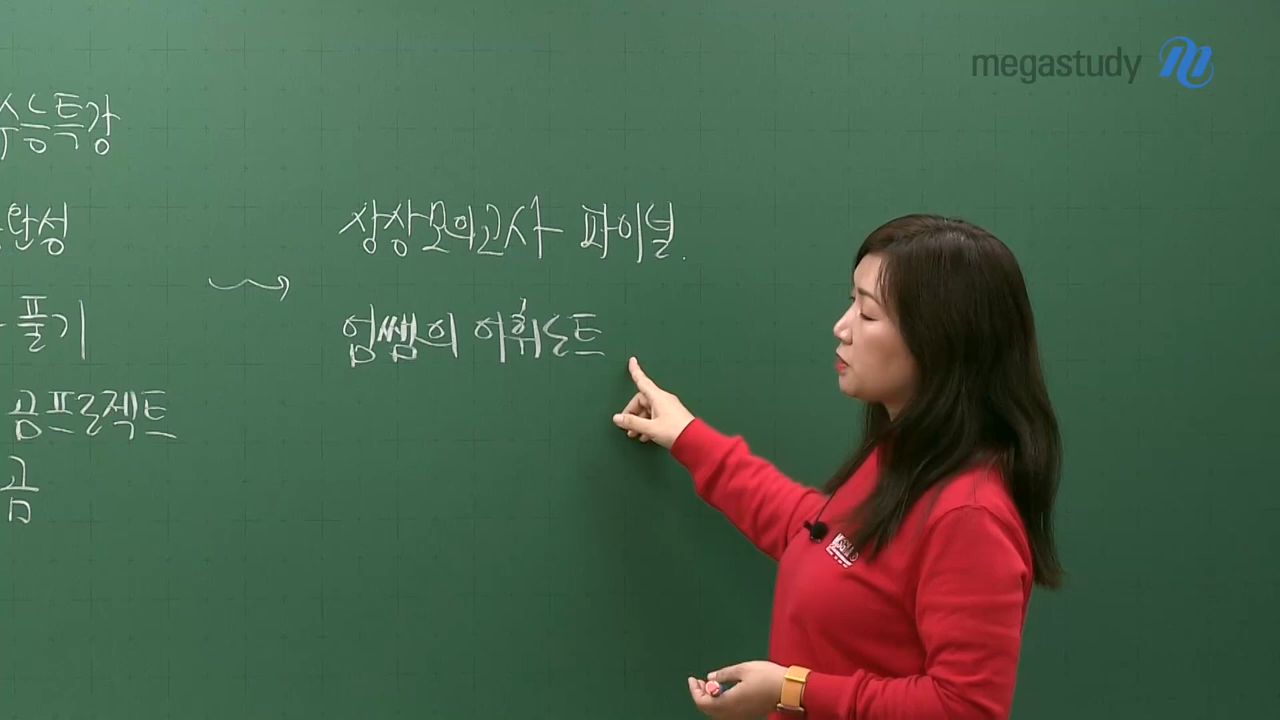 megastudy
수능특강
완성
풀기
곰프로젝트
곰
상상모의고사 파이널.
엄쌤의 어휘노트